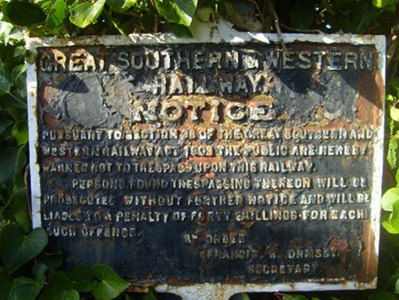 GREAT SOUTHERN & WESTERN
RAILWAY
NOTICE
PURSUANT TO SECTION OF THE GREAT SOUTHERN AND
WESTERN RAILWAY ACT THE PUBLIC ARE HEREBY
WARNED NOT TO TRESPASS UPON THIS RAILWAY.
PERSONS FOUND TRESPASSING THEREON WILL BE
PROSECUTED WITHOUT FURTHER NOTICE AND WILL BE
LIABLE TO A PENALTY OF FORTY SHILLINGS FOR EACH
SUCH OFFENCE.
BY ORDER
FRANCIS. B. ORMSBY.
SECRETARY